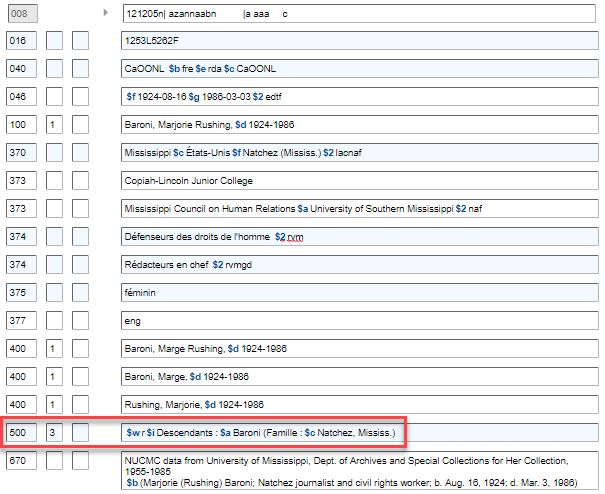 008 121205n| azannaabn |a aaa c
016 1253L5262F
040 CaOONL $b fre $e rda $c CaOONL
046 $f 1924-08-16 $g 1986-03-03 $2 edtf
100 1 Baroni, Marjorie Rushing, $d 1924-1986
370 Mississippi $c États-Unis $f Natchez (Mississ.) $2 lacnaf
373 Copiah-Lincoln Junior College
373 Mississippi Council on Human Relations $a University of Southern Mississippi $2 naf
374 Défenseurs des droits de l'homme $2 rvm
374 Rédacteurs en chef $2 rvmgd
375 féminin
377 eng
400 1 Baroni, Marge Rushing, $d 1924-1986
400 1 Baroni, Marge, $d 1924-1986
400 1 Rushing, Marjorie, $d 1924-1986
500 3 $w r $i Descendants : $a Baroni (Famille : $c Natchez, Mississ.)
670 NUCMC data from University of Mississippi, Dept. of Archives and Special Collections for Her Collection,
1955-1985
$b (Marjorie (Rushing) Baroni; Natchez journalist and civil rights worker; b. Aug. 16, 1924; d. Mar. 3, 1986)